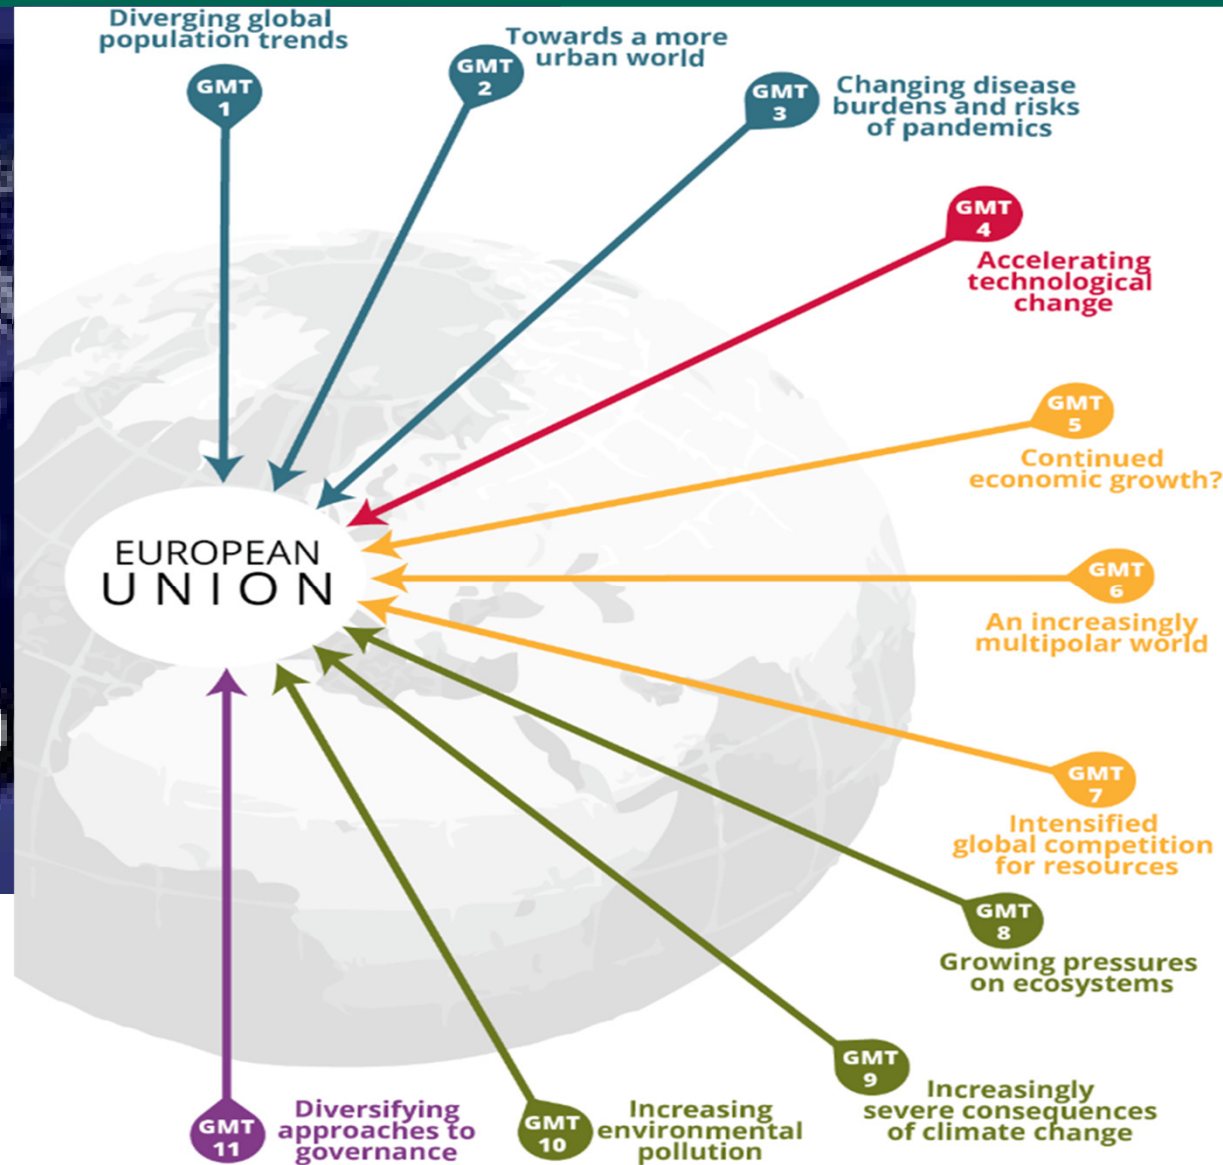 Diverging global
population trends
GMT
1
Towards a more
urban world
GMT
2
Changing disease
burdens and risks
of pandemics
GMT
3
GMT
4
Accelerating
technological
change
GMT
5
Continued
economic growth?
EUROPEAN
UNION
GMT
6
An increasingly
multipolar world
GMT
7
Intensified
global competition
for resources
GMT
8
Growing pressures
on ecosystems
GMT
9
Increasingly
severe consequences
of climate change
GMT
10
Increasing
environmental
pollution
GMT
11
Diversifying
approaches to
governance